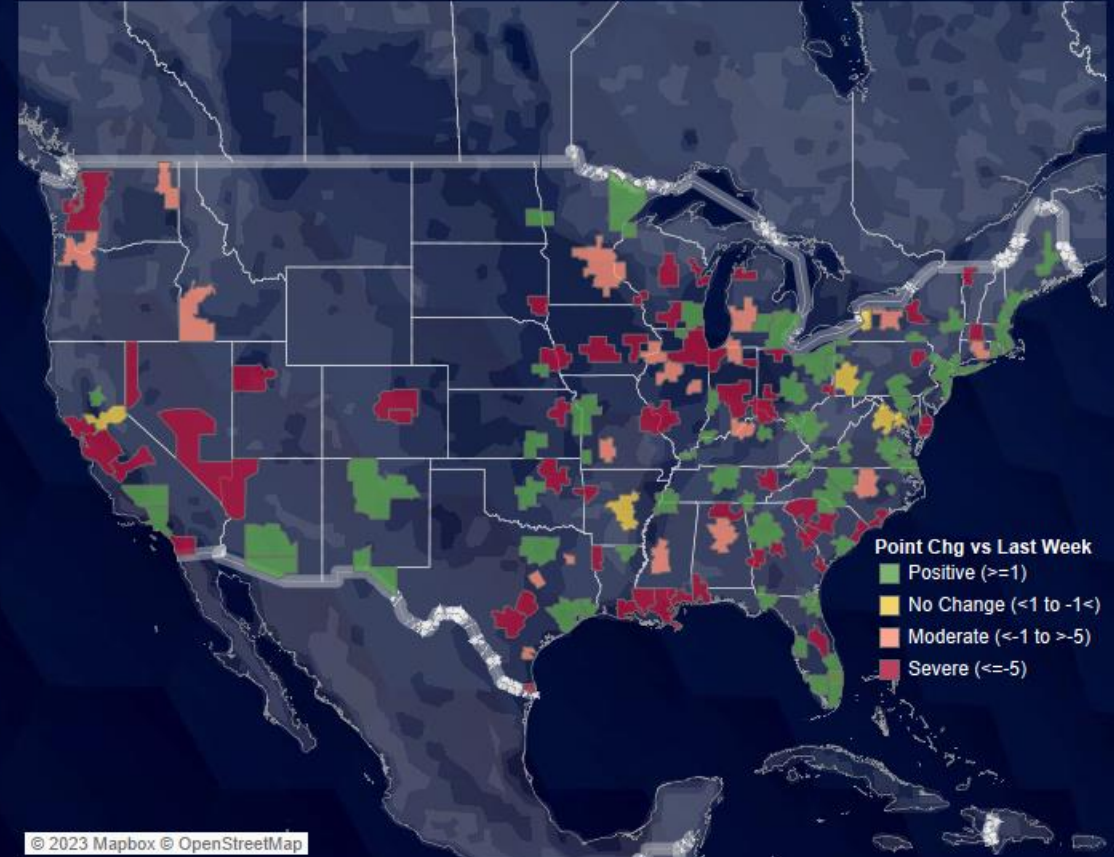 Point Chg vs Last Week
Positive (>=1)
No Change (<1 to -1<)
Moderate (<-1 to >-5)
Severe (<=-5)
© 2023 Mapbox © OpenStreetMap